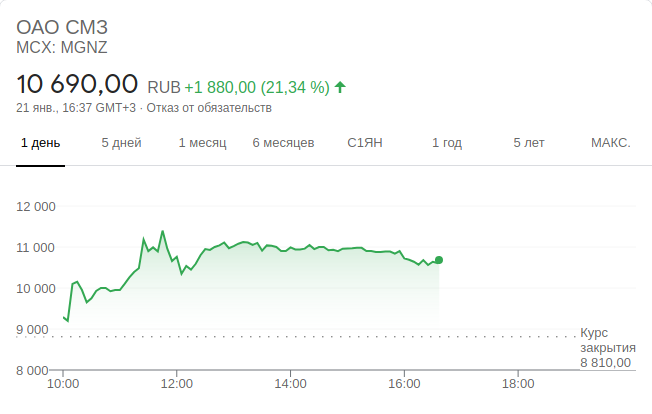 ОАО СМЗ
MCX: MGNZ
10 690,00 RUB +1 880,00 (21,34 %)
21 янв., 16:37 GMT+3 · Отказ от обязательств
1 день 5 дней 1 месяц 6 месяцев С1ЯН 1 год 5 лет МАКС.
12 000
11 000
10 000
9 000
8 000
Курс
закрытия
8 810,00
10:00 12:00 14:00 16:00 18:00